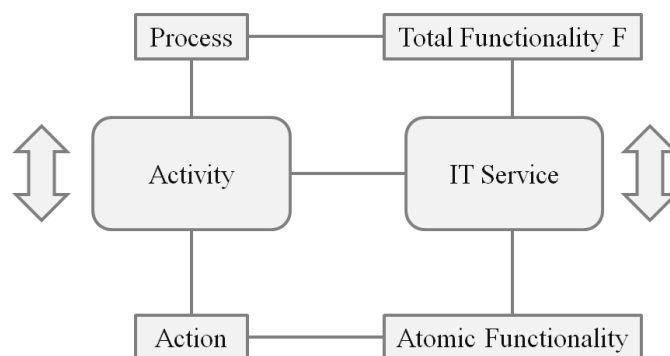 Process
Total Functionality F
Activity
IT Service
Action
Atomic Functionality